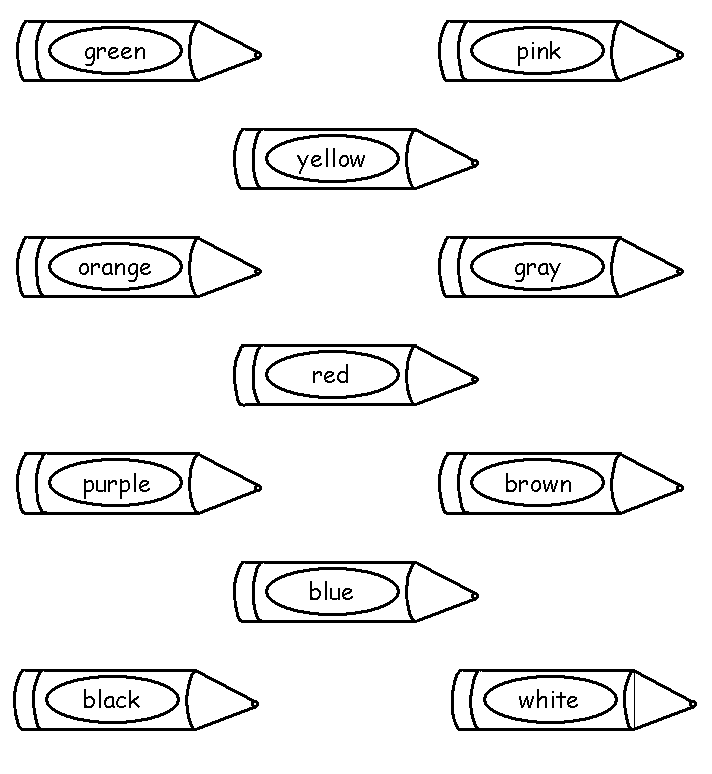 green
pink
yellow
orange
gray
red
purple
brown
blue
black
white